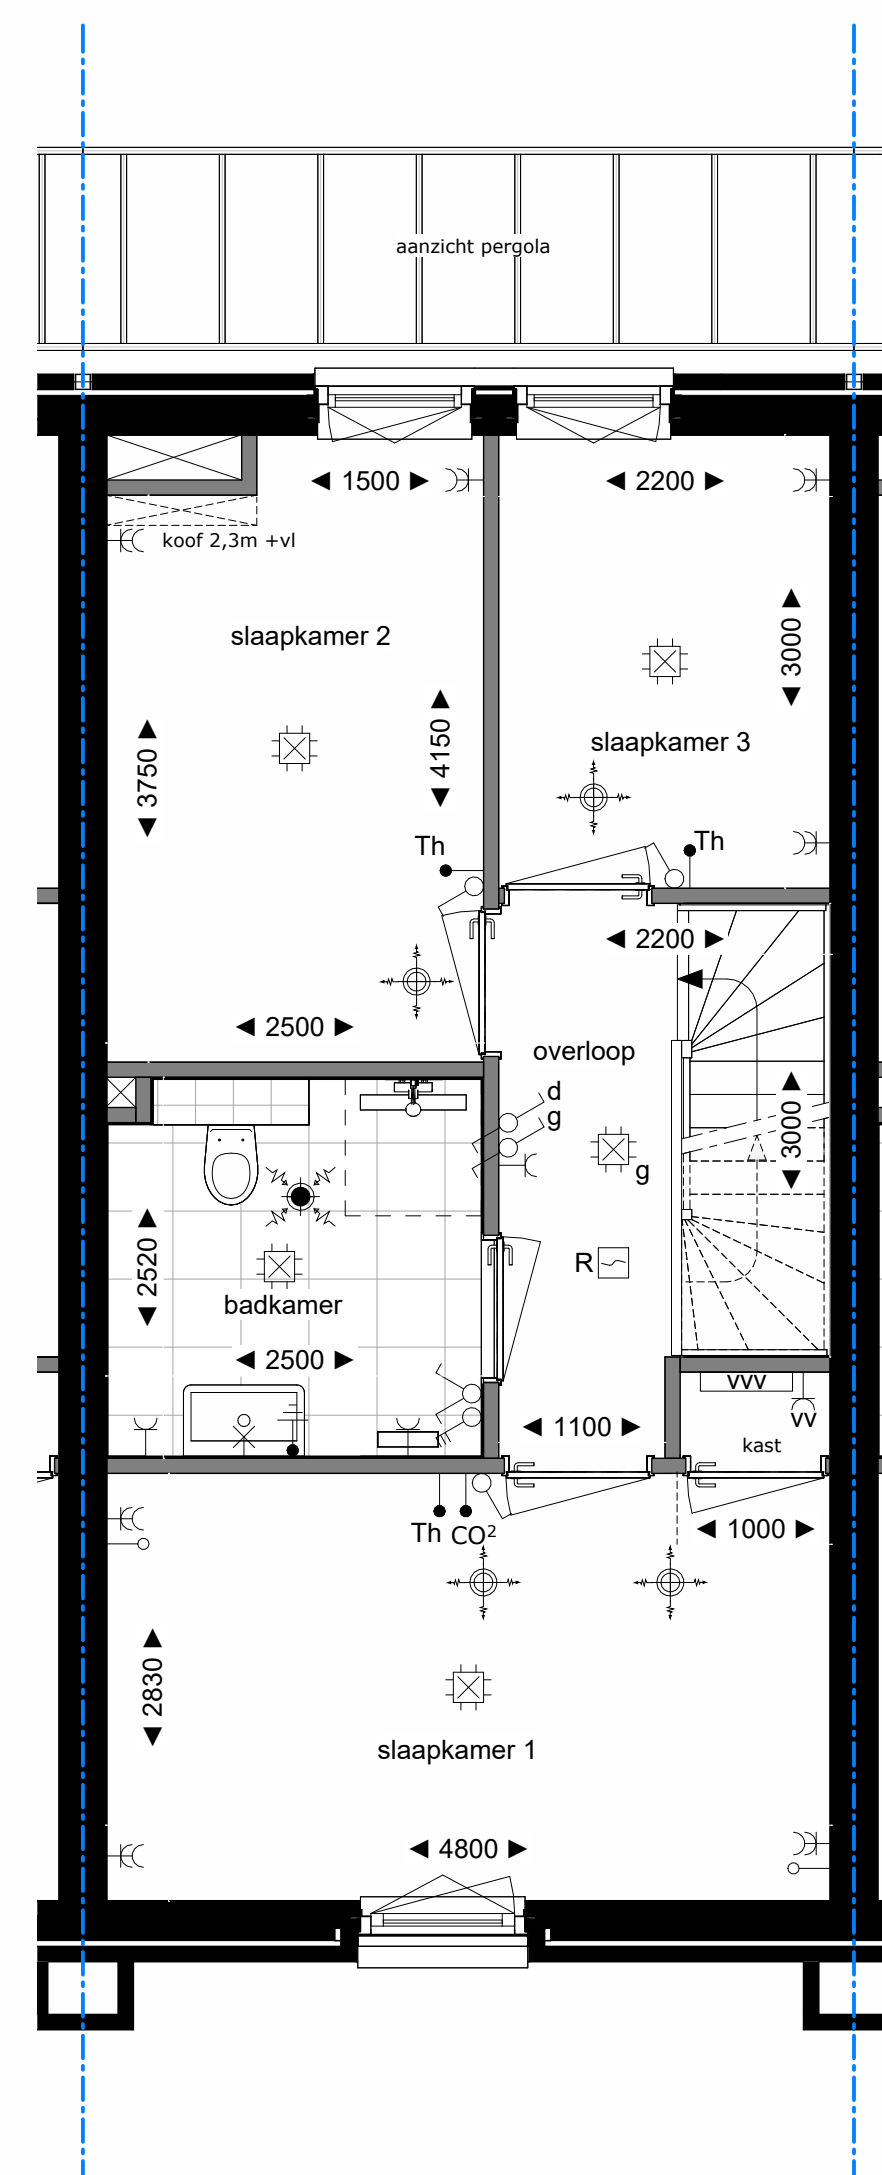 aanzicht pergola
1500
2200
koof 2,3m +vl
slaapkamer 2
3000
slaapkamer 3
3750
4150
Th
Th
2200
2500
overloop
d
g
3000
g
2520
R
badkamer
2500
vvv
vv
1100
kast
Th CO²
1000
2830
slaapkamer 1
4800